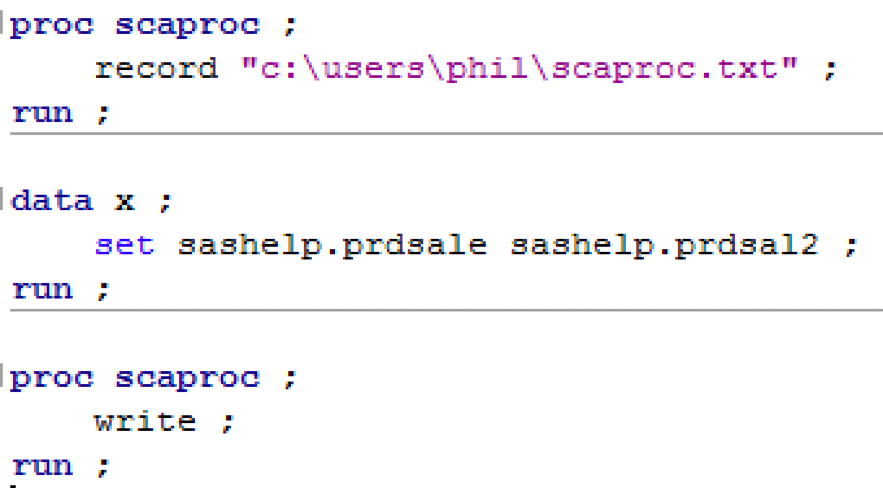 proc scaproc ;
record "c:\users\phil\scaproc.txt" ;
run ;
data x ;
set sashelp.prdsale sashelp.prdsal2 ;
run ;
proc scaproc ;
write ;
run ;